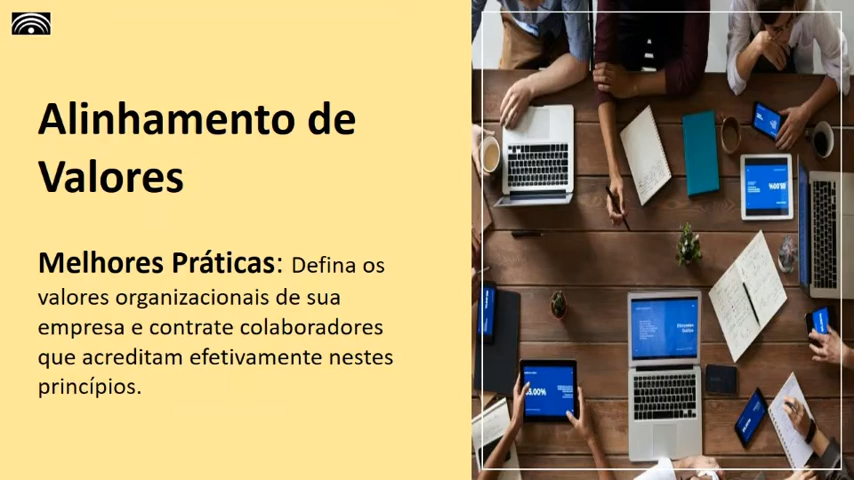 Alinhamento de
Valores
Melhores Práticas: Defina os
valores organizacionais de sua
empresa e contrate colaboradores
que acreditam efetivamente nestes
princípios.